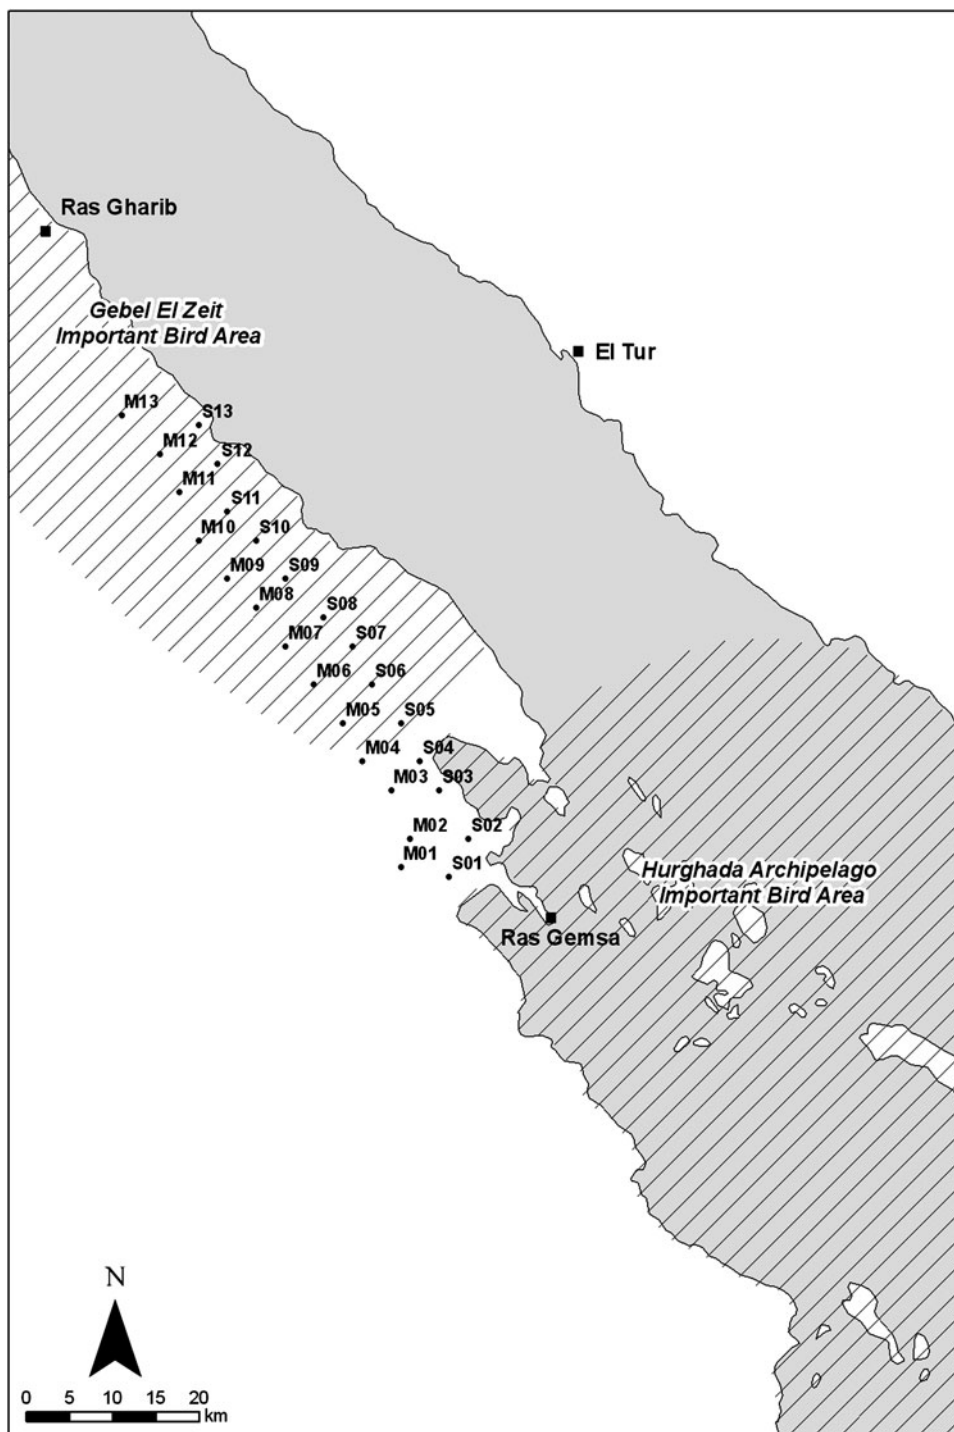 Ras Gharib
Gebel El Zeit
Important Bird Area
El Tur
M13
S13
M12
S12
M11
S11
M10
S10
M09
S09
M08
S08
M07
S07
M06
S06
M05
S05
M04
S04
M03
S03
M02
S02
M01
S01
Hurghada Archipelago
Important Bird Area
Ras Gemsa
N
0 5 10 15 20
km